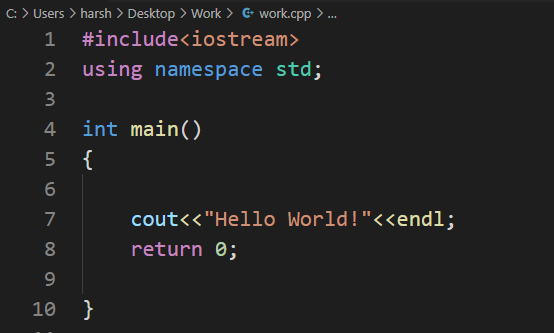 C: > Users > harsh > Desktop > Work > work.cpp > ...
1 #include<iostream>
2 using namespace std;
3
4 int main()
5 {
6
7 cout<<"Hello World!"<<endl;
8 return 0;
9
10 }